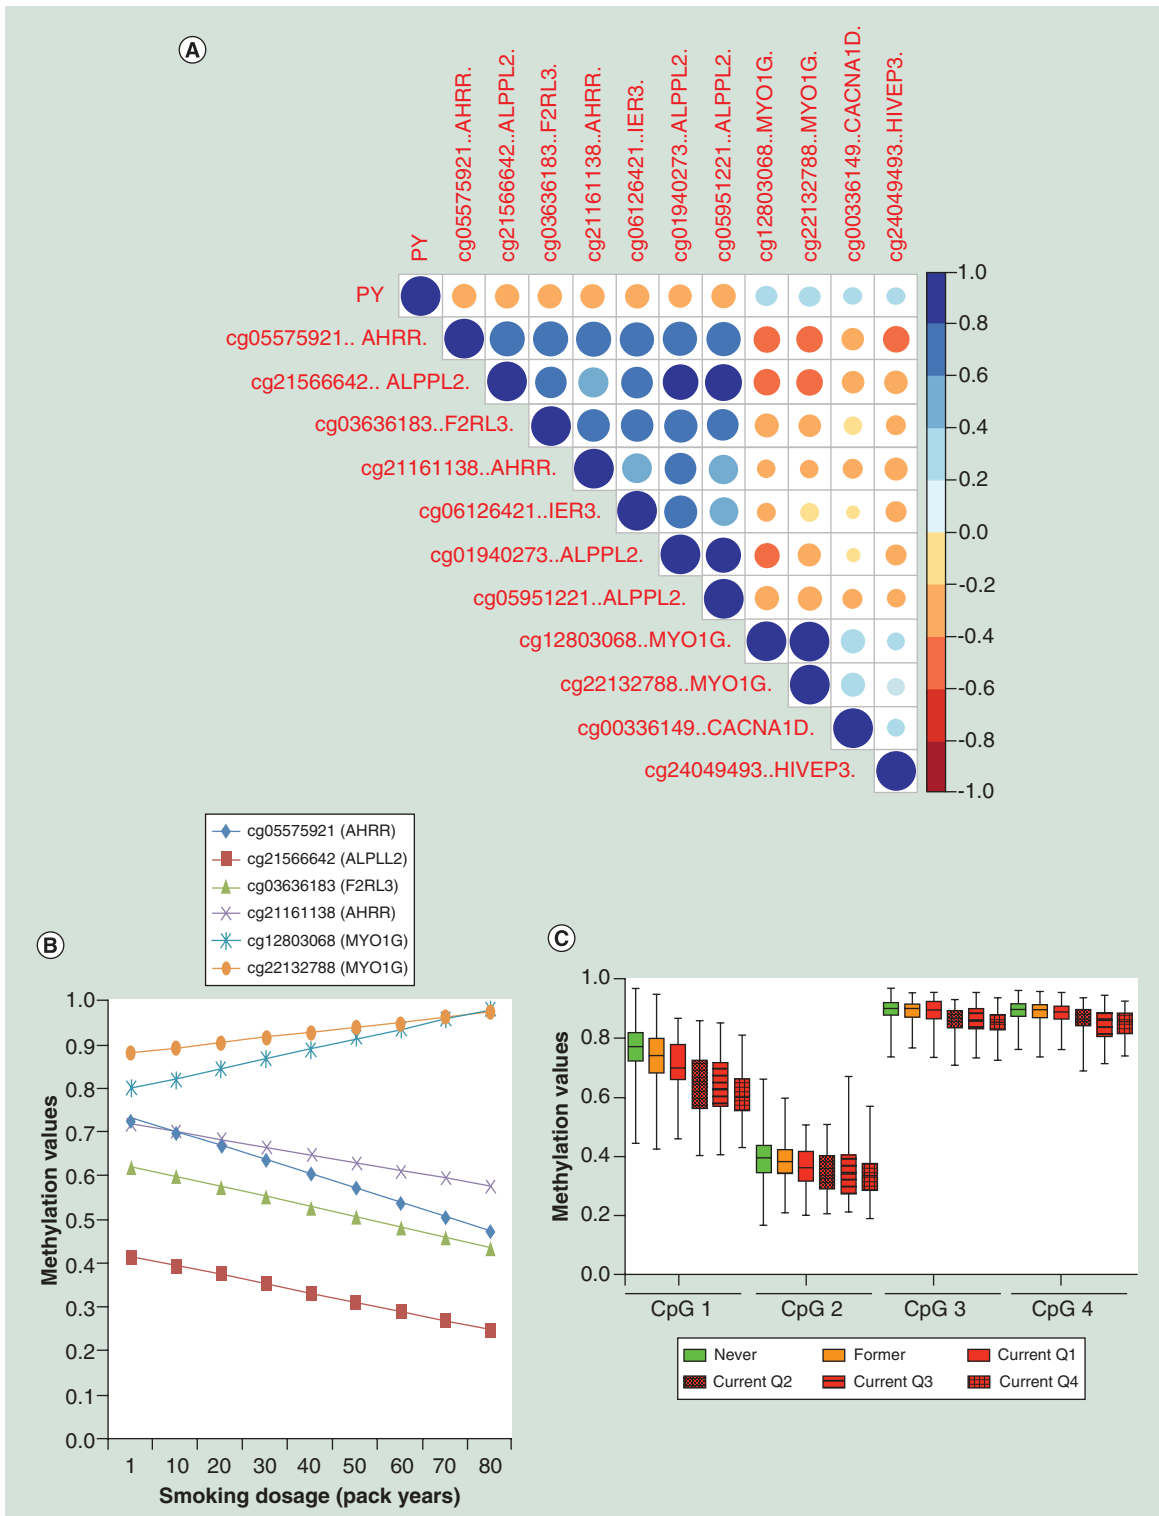 A
PY
cg05575921..AHRR.
cg21566642..ALPPL2.
cg03636183..F2RL3.
cg21161138..AHRR.
cg06126421..IER3.
cg01940273..ALPPL2.
cg05951221..ALPPL2.
cg12803068..MYO1G.
cg22132788..MYO1G.
cg00336149..CACNA1D.
cg24049493..HIVEP3.
PY
cg05575921.. AHRR.
cg21566642.. ALPPL2.
cg03636183..F2RL3.
cg21161138..AHRR.
cg06126421..IER3.
cg01940273..ALPPL2.
cg05951221..ALPPL2.
cg12803068..MYO1G.
cg22132788..MYO1G.
cg00336149..CACNA1D.
cg24049493..HIVEP3.
1.0
0.8
0.6
0.4
0.2
0.0
-0.2
-0.4
-0.6
-0.8
-1.0
cg05575921 (AHRR)
cg21566642 (ALPLL2)
cg03636183 (F2RL3)
cg21161138 (AHRR)
cg12803068 (MYO1G)
cg22132788 (MYO1G)
B
Methylation values
1.0
0.9
0.8
0.7
0.6
0.5
0.4
0.3
0.2
0.1
0.0
1 10 20 30 40 50 60 70 80
Smoking dosage (pack years)
C
Methylation values
1.0
0.8
0.6
0.4
0.2
0.0
CpG 1 CpG 2 CpG 3 CpG 4
Never Former Current Q1
Current Q2 Current Q3 Current Q4